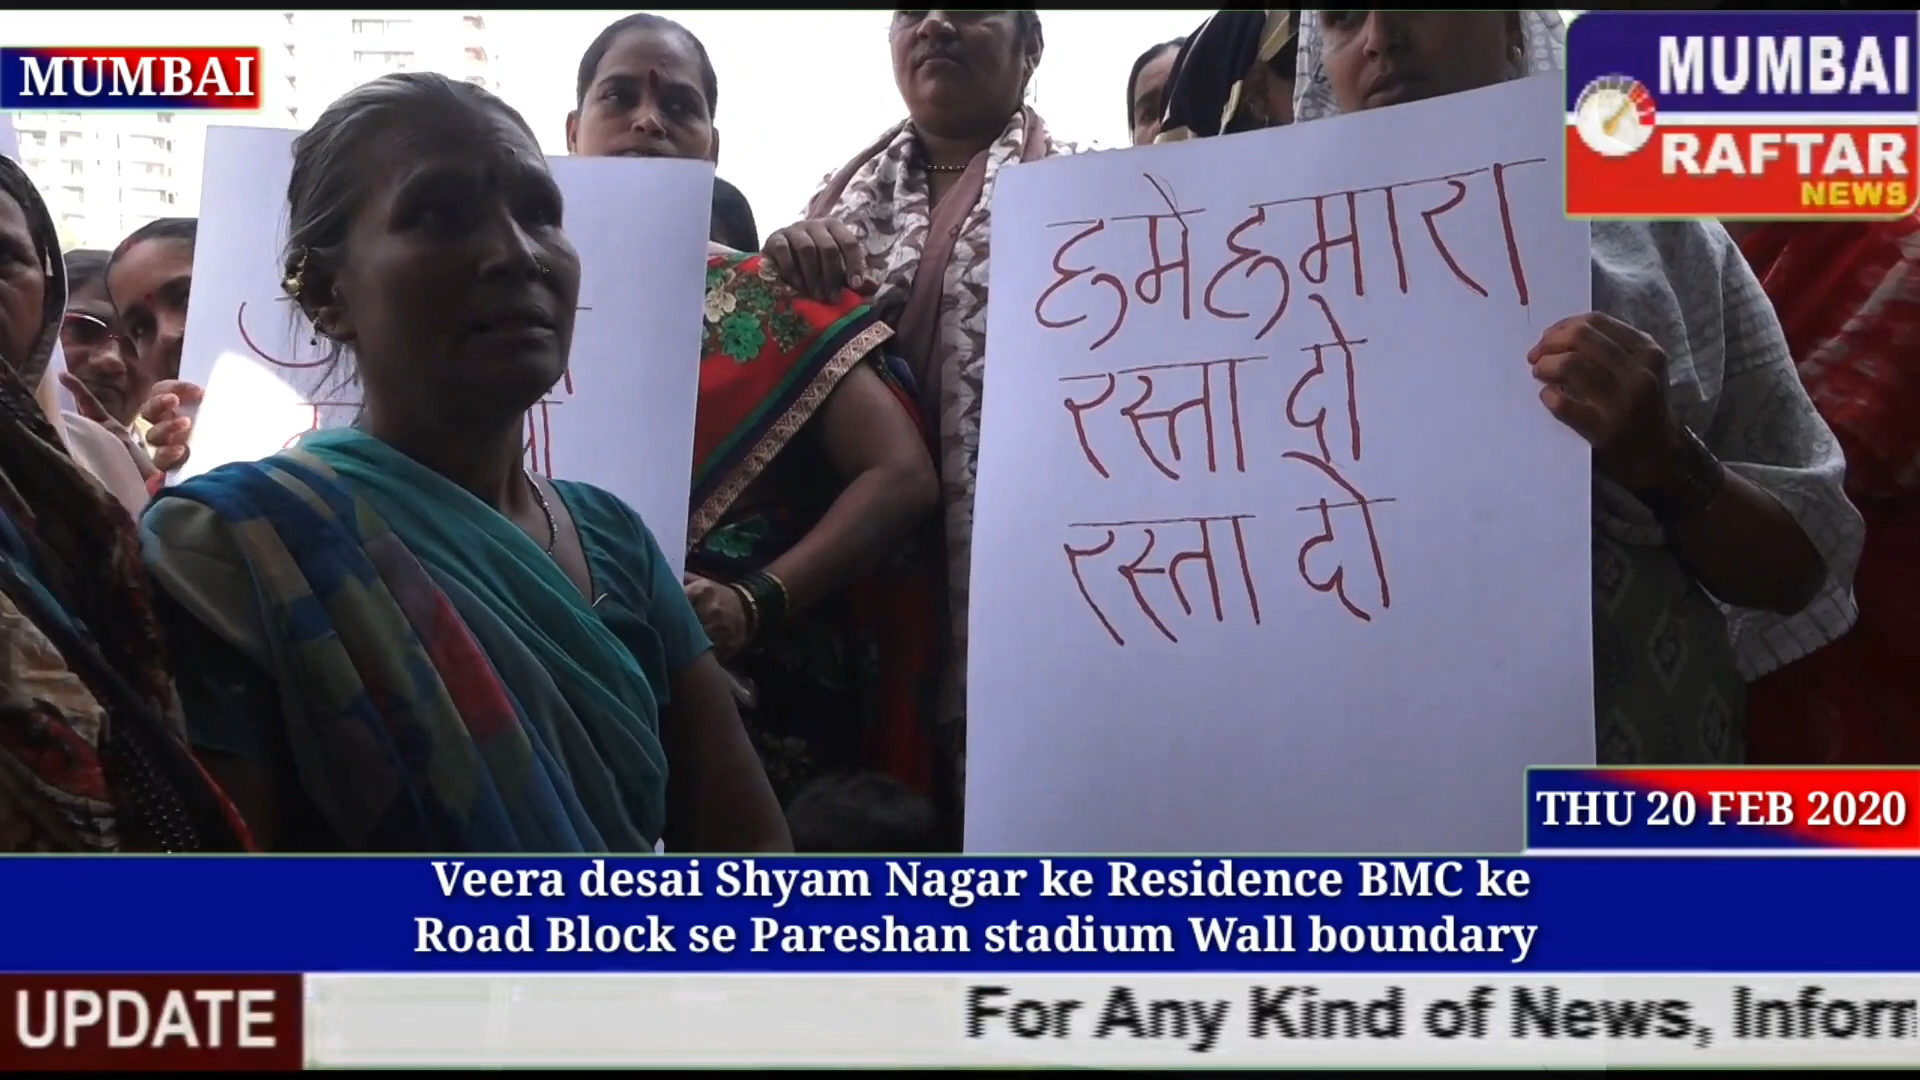 MUMBAI
MUMBAI
RAFTAR
NEWS
हमे हमारा
रस्ता दो
रस्ता दो
THU 20 FEB 2020
Veera desai Shyam Nagar ke Residence BMC ke
Road Block se Pareshan stadium Wall boundary
UPDATE
For Any Kind of News, Inform